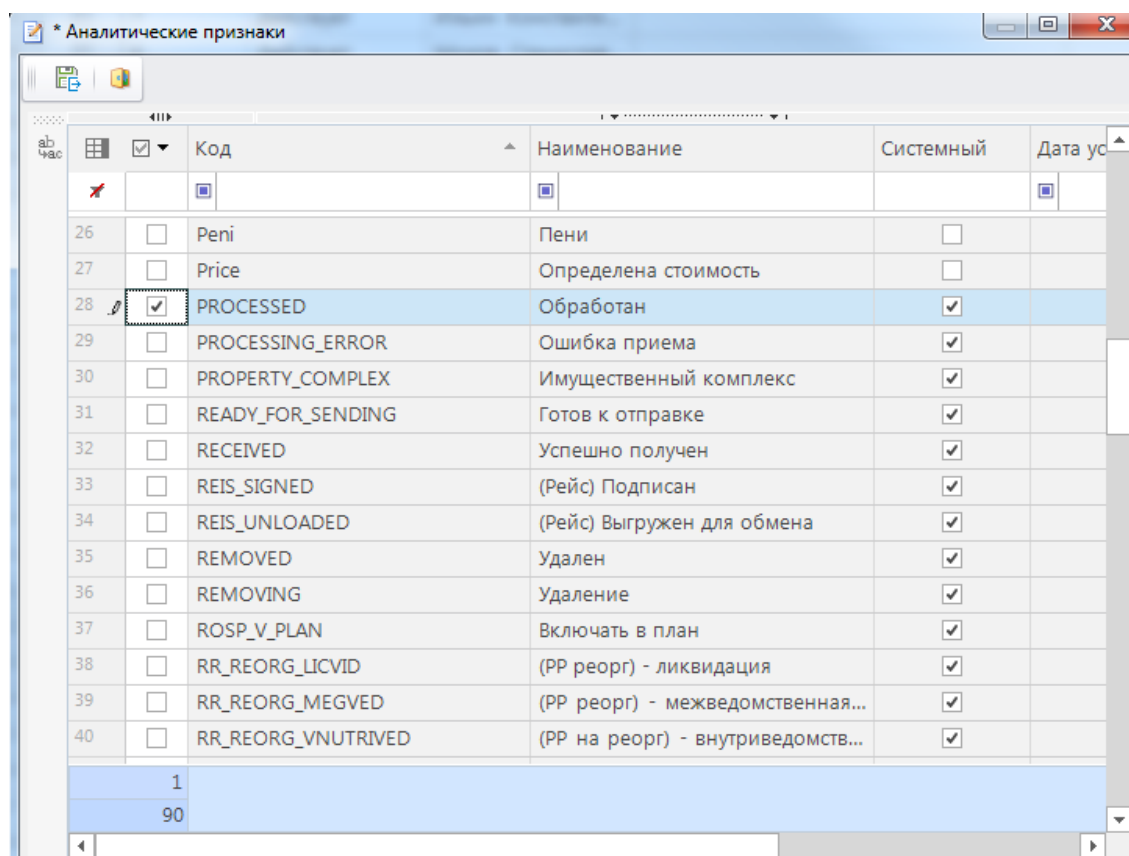 * Аналитические признаки
ab
ac
Код Наименование Системный Дата ус
26 Peni Пени
27 Price Определена стоимость
28 PROCESSED Обработан
29 PROCESSING_ERROR Ошибка приема
30 PROPERTY_COMPLEX Имущественный комплекс
31 READY_FOR_SENDING Готов к отправке
32 RECEIVED Успешно получен
33 REIS_SIGNED (Рейс) Подписан
34 REIS_UNLOADED (Рейс) Выгружен для обмена
35 REMOVED Удален
36 REMOVING Удаление
37 ROSP_V_PLAN Включать в план
38 RR_REORG_LICVID (РР реорг) - ликвидация
39 RR_REORG_MEGVED (РР реорг) - межведомственная...
40 RR_REORG_VNUTRIVED (РР на реорг) - внутриведомств...
1
90